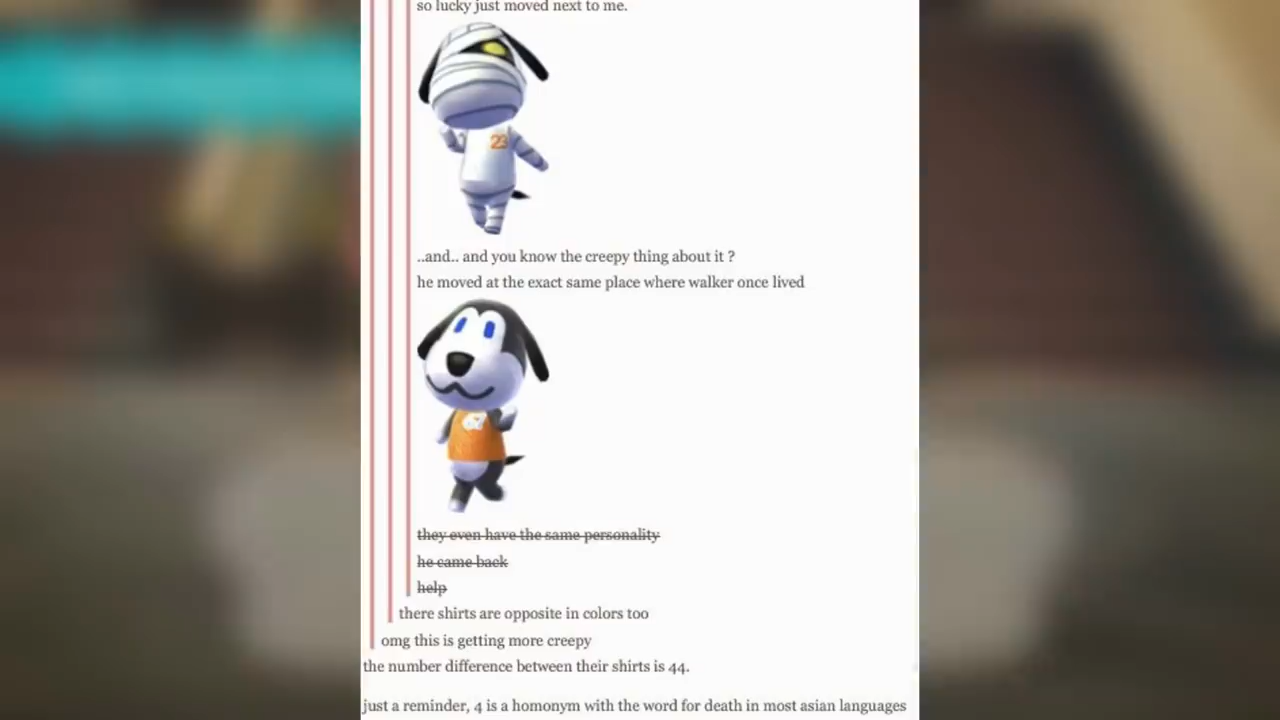 so lucky just moved next to me.
23
..and.. and you know the creepy thing about it ?
he moved at the exact same place where walker once lived
67
they even have the same personality
he came back
help
there shirts are opposite in colors too
omg this is getting more creepy
the number difference between their shirts is 44.
just a reminder, 4 is a homonym with the word for death in most asian languages